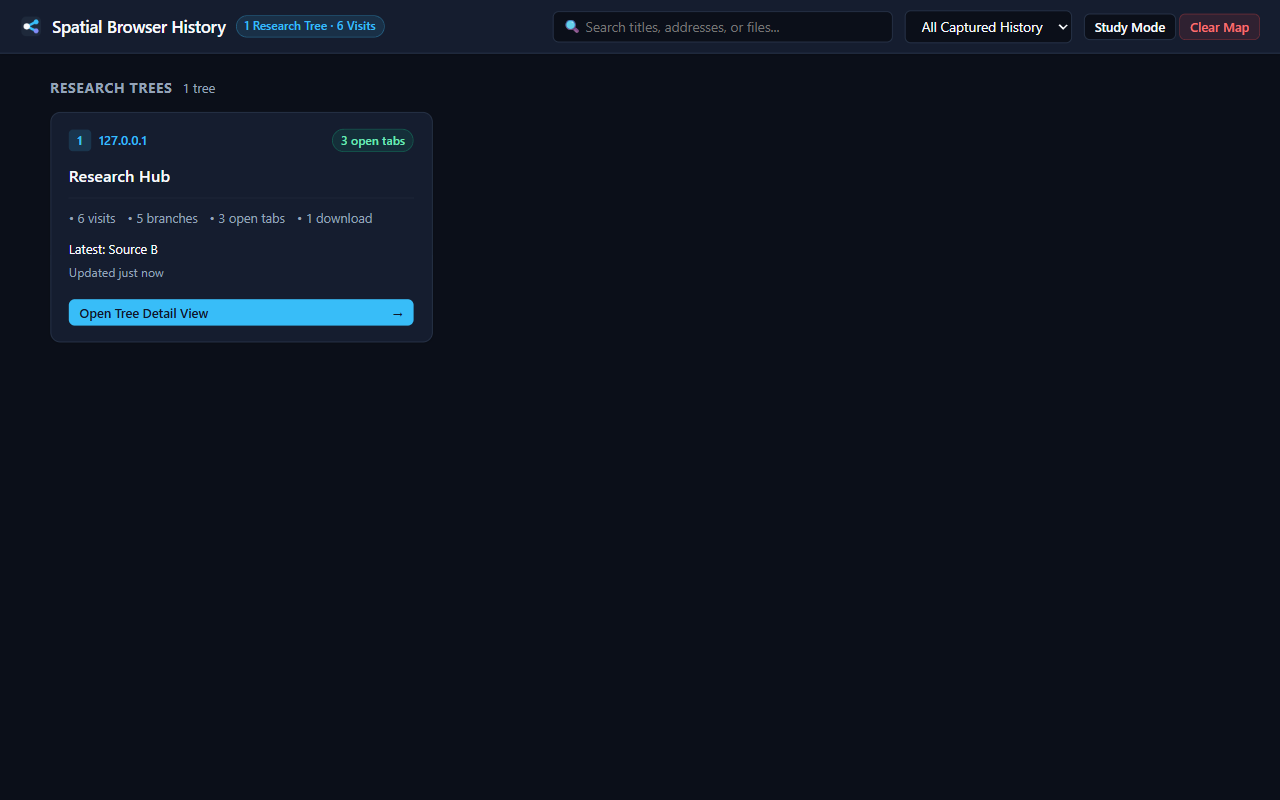 Spatial Browser History
1 Research Tree · 6 Visits
Search titles, addresses, or files...
All Captured History
Study Mode
Clear Map
RESEARCH TREES 1 tree
1 127.0.0.1
3 open tabs
Research Hub
• 6 visits • 5 branches • 3 open tabs • 1 download
Latest: Source B
Updated just now
Open Tree Detail View →